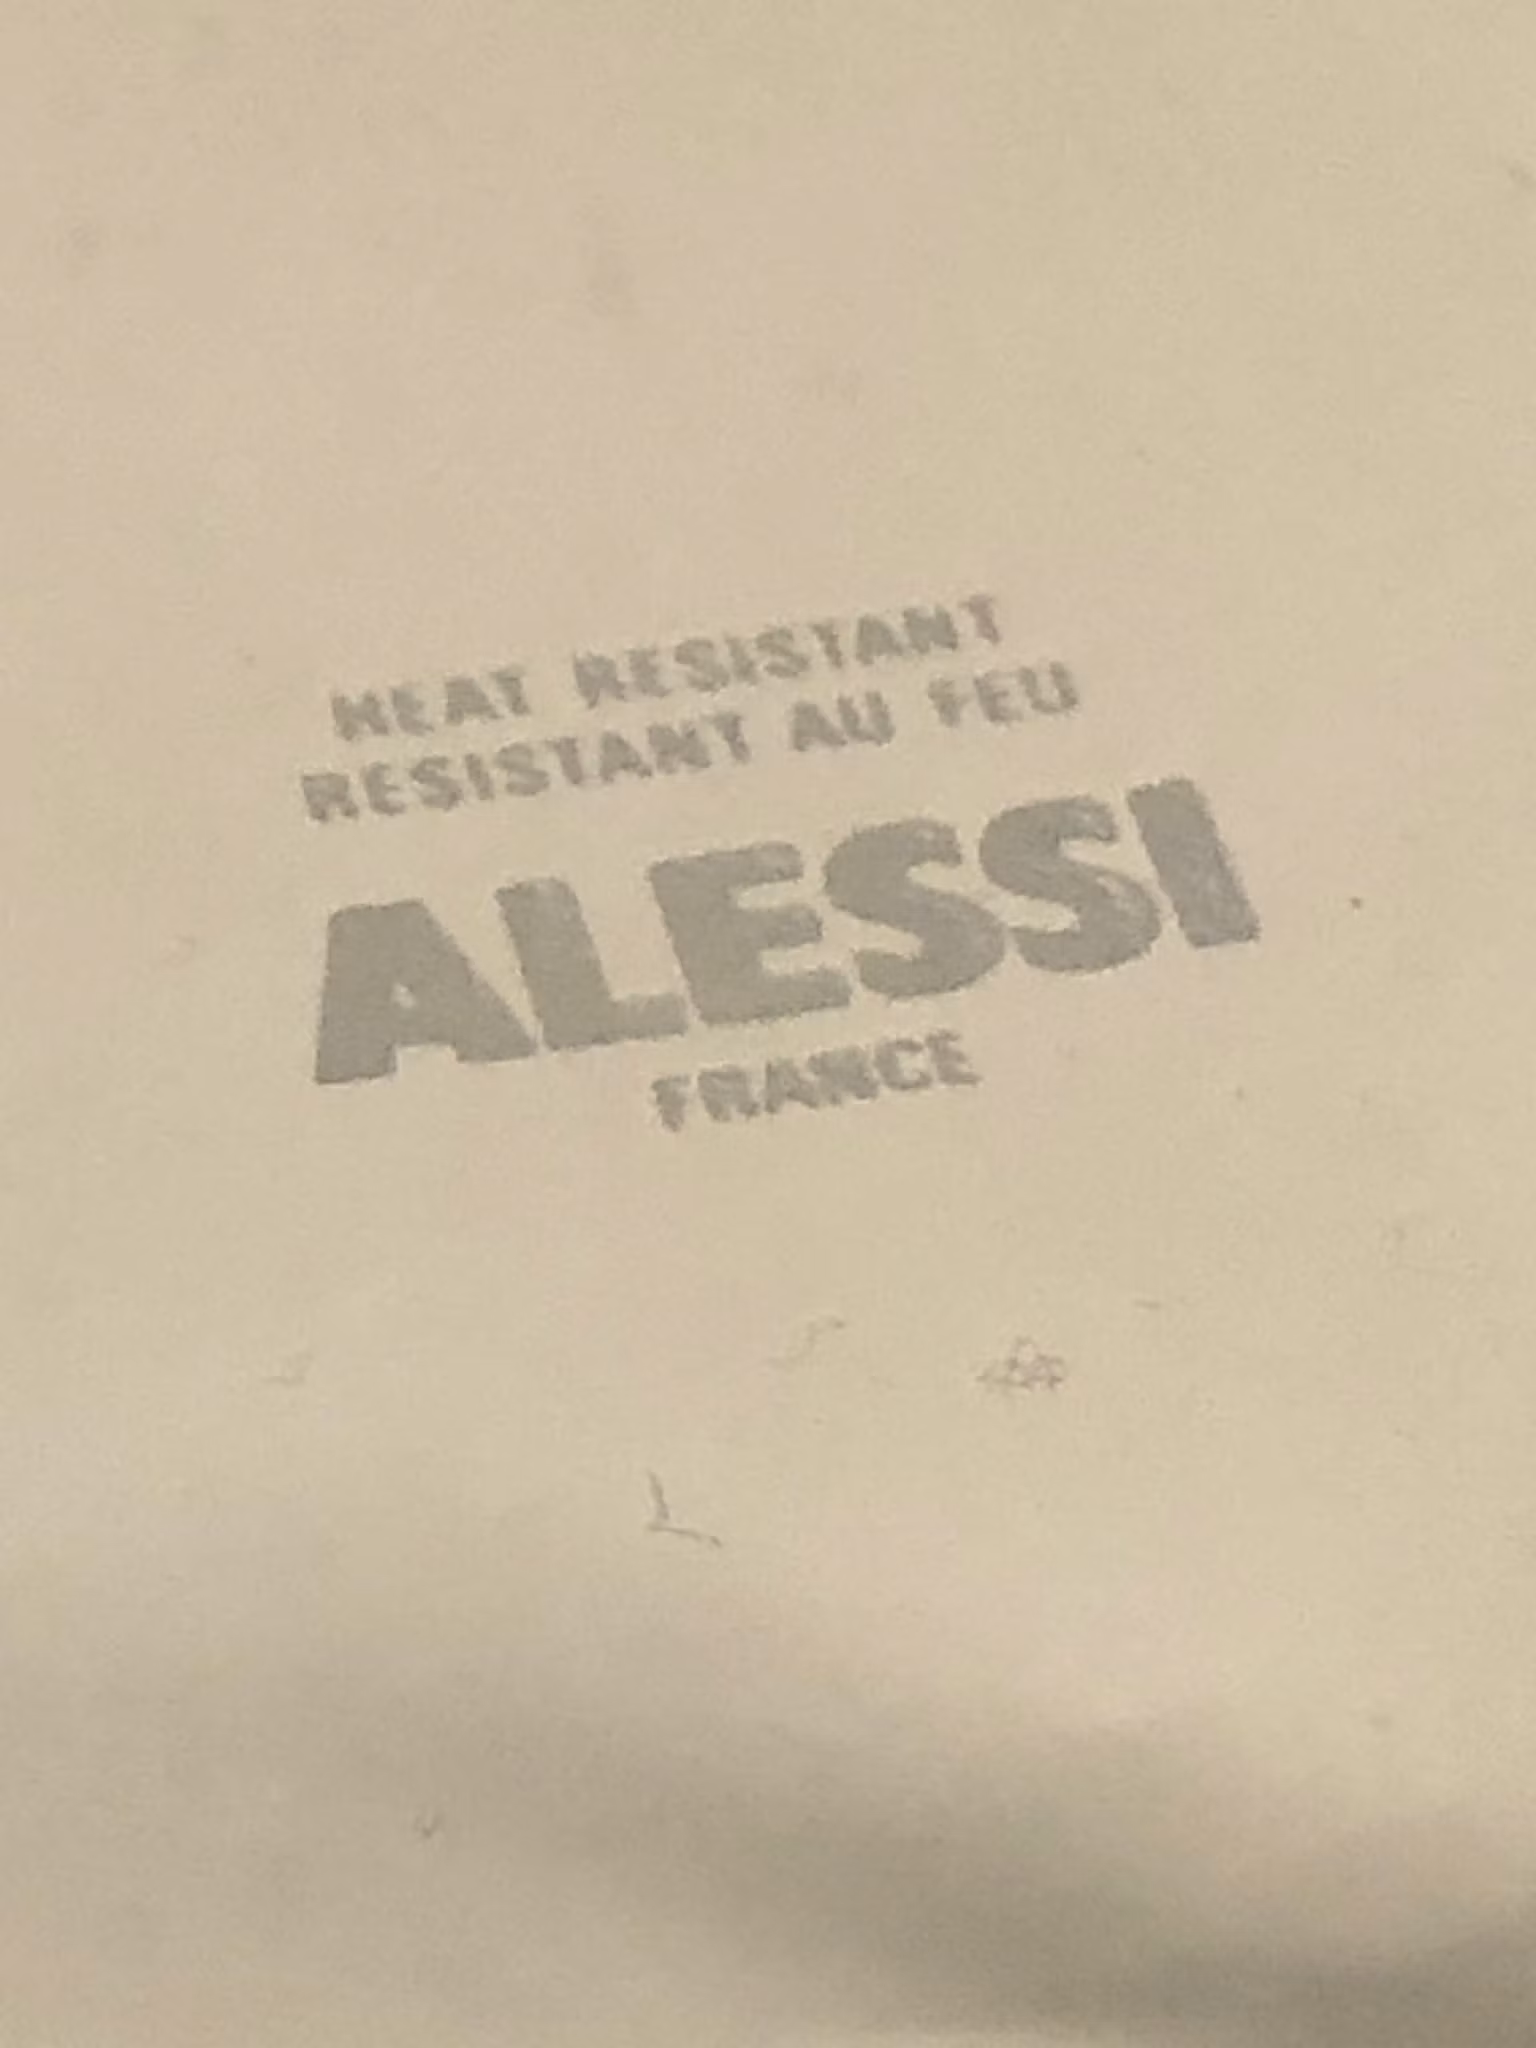 HEAT RESISTANT
RESISTANT AU FEU
ALESSI
FRANCE